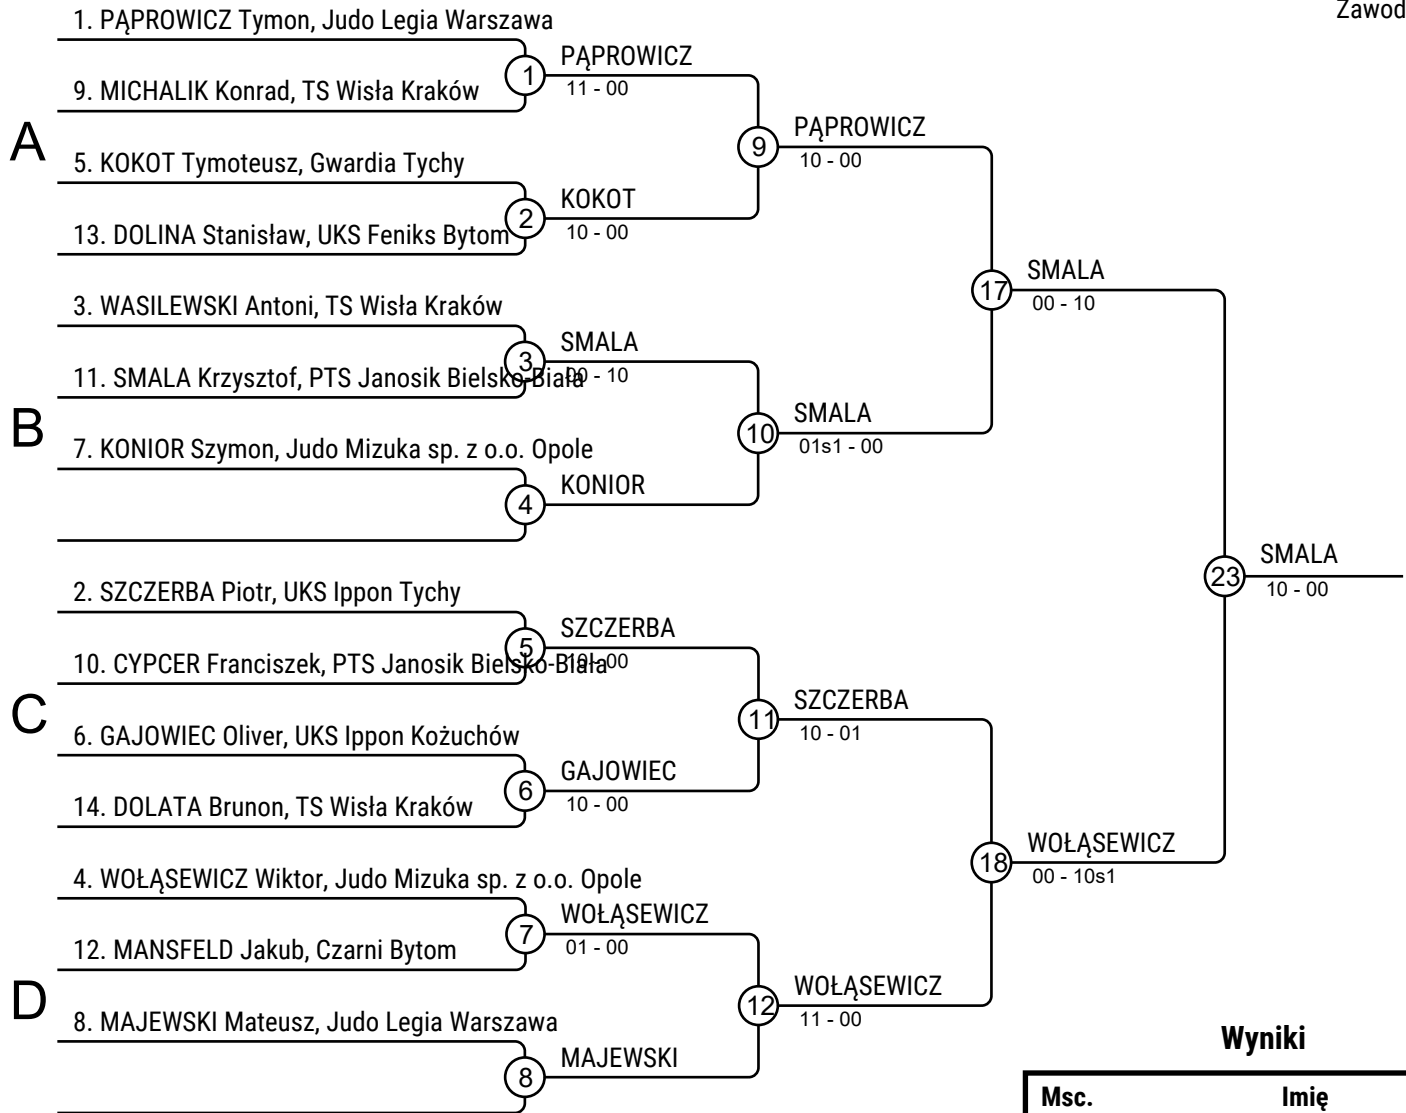 Zawod
1. PĄPROWICZ Tymon, Judo Legia Warszawa
9. MICHALIK Konrad, TS Wisła Kraków
1
PĄPROWICZ
11 - 00
A
5. KOKOT Tymoteusz, Gwardia Tychy
13. DOLINA Stanisław, UKS Feniks Bytom
2
KOKOT
10 - 00
9
PĄPROWICZ
10 - 00
3. WASILEWSKI Antoni, TS Wisła Kraków
11. SMALA Krzysztof, PTS Janosik Bielsko-Biała
3
SMALA
00 - 10
B
7. KONIOR Szymon, Judo Mizuka sp. z o.o. Opole
4
KONIOR
10
SMALA
01s1 - 00
17
SMALA
00 - 10
2. SZCZERBA Piotr, UKS Ippon Tychy
10. CYPCER Franciszek, PTS Janosik Bielsko-Biała
5
SZCZERBA
10 - 00
C
6. GAJOWIEC Oliver, UKS Ippon Kożuchów
14. DOLATA Brunon, TS Wisła Kraków
6
GAJOWIEC
10 - 00
11
SZCZERBA
10 - 01
4. WOŁĄSEWICZ Wiktor, Judo Mizuka sp. z o.o. Opole
12. MANSFELD Jakub, Czarni Bytom
7
WOŁĄSEWICZ
01 - 00
D
8. MAJEWSKI Mateusz, Judo Legia Warszawa
8
MAJEWSKI
12
WOŁĄSEWICZ
11 - 00
18
WOŁĄSEWICZ
00 - 10s1
23
SMALA
10 - 00
Wyniki
Msc. Imię